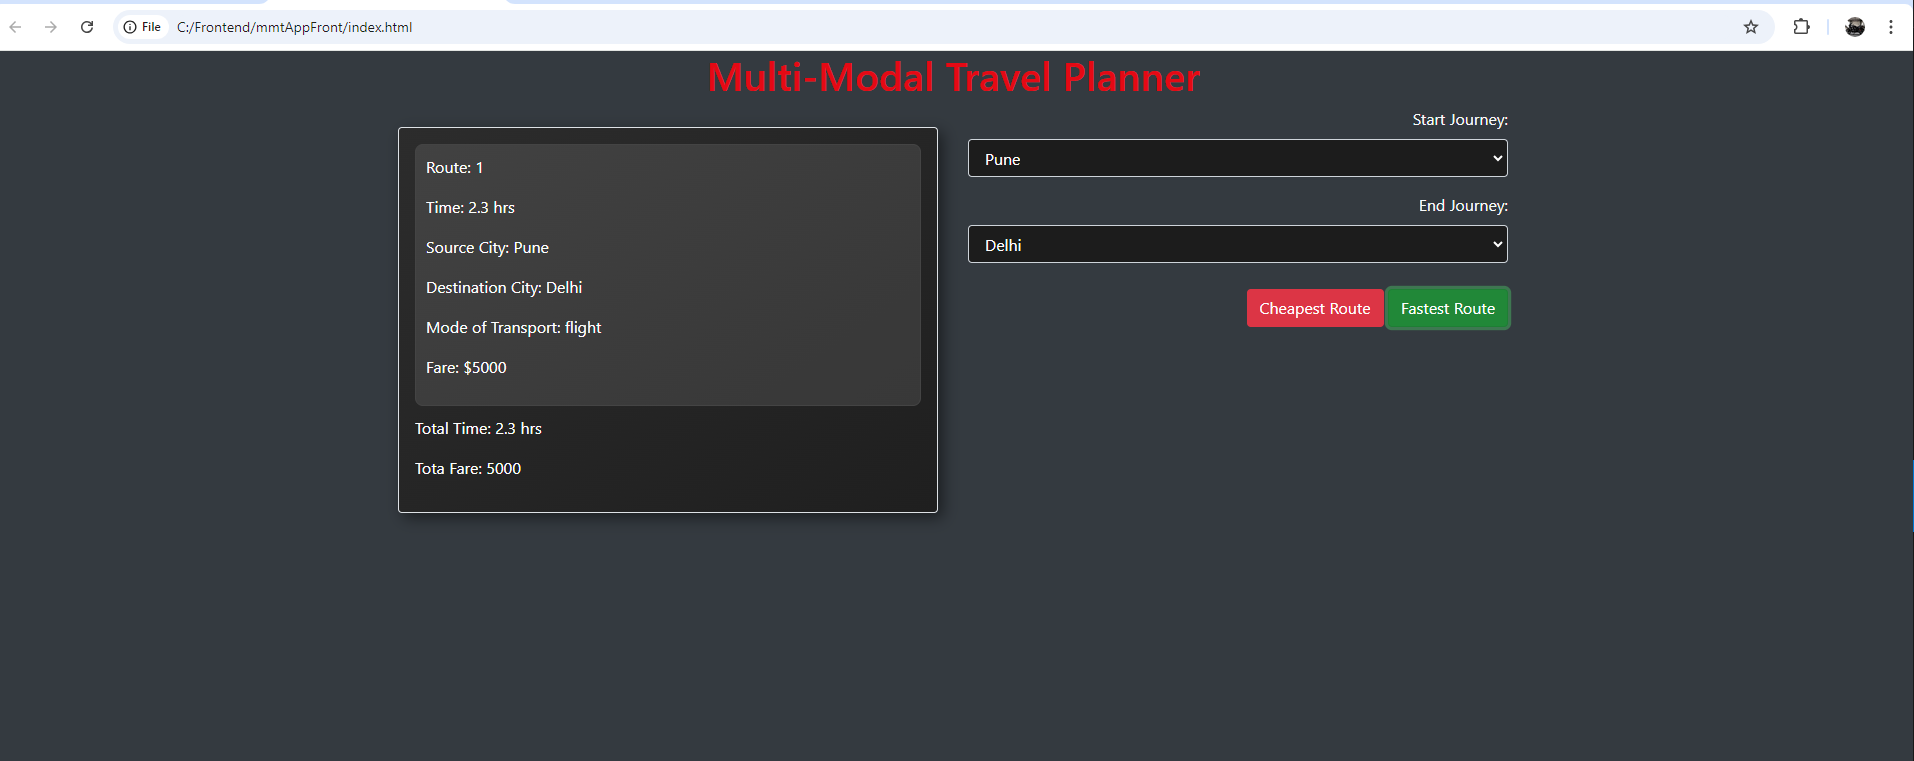 File C:/Frontend/mmtAppFront/index.html
Multi-Modal Travel Planner
Route: 1
Time: 2.3 hrs
Source City: Pune
Destination City: Delhi
Mode of Transport: flight
Fare: $5000
Total Time: 2.3 hrs
Tota Fare: 5000
Start Journey:
Pune
End Journey:
Delhi
Cheapest Route Fastest Route